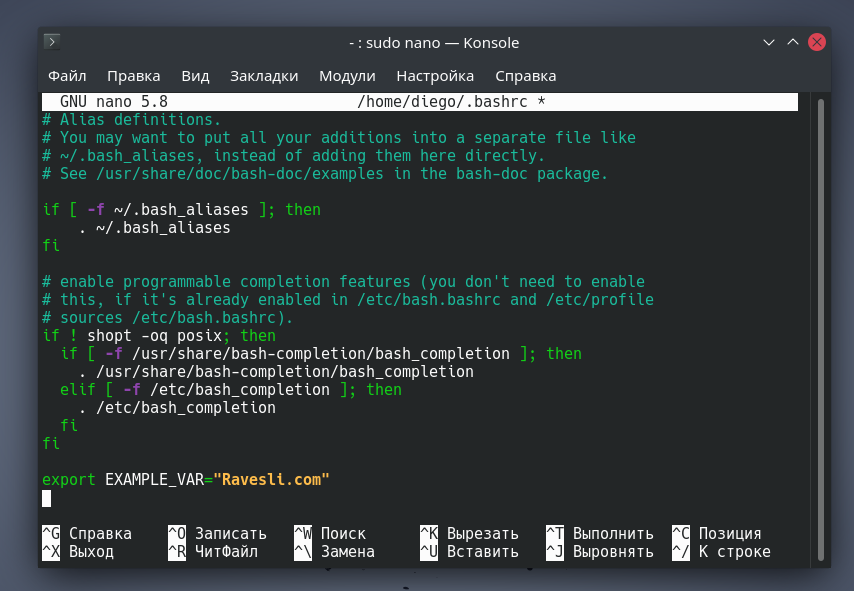 - : sudo nano — Konsole
Файл Правка Вид Закладки Модули Настройка Справка
GNU nano 5.8 /home/diego/.bashrc *
# Alias definitions.
# You may want to put all your additions into a separate file like
# ~/.bash_aliases, instead of adding them here directly.
# See /usr/share/doc/bash-doc/examples in the bash-doc package.
if [ -f ~/.bash_aliases ]; then
    . ~/.bash_aliases
fi
# enable programmable completion features (you don't need to enable
# this, if it's already enabled in /etc/bash.bashrc and /etc/profile
# sources /etc/bash.bashrc).
if ! shopt -oq posix; then
  if [ -f /usr/share/bash-completion/bash_completion ]; then
    . /usr/share/bash-completion/bash_completion
  elif [ -f /etc/bash_completion ]; then
    . /etc/bash_completion
  fi
fi
export EXAMPLE_VAR="Ravesli.com"
^G Справка ^O Записать ^W Поиск ^K Вырезать ^T Выполнить ^C Позиция
^X Выход ^R ЧитФайл ^\ Замена ^U Вставить ^J Выровнять ^/ К строке